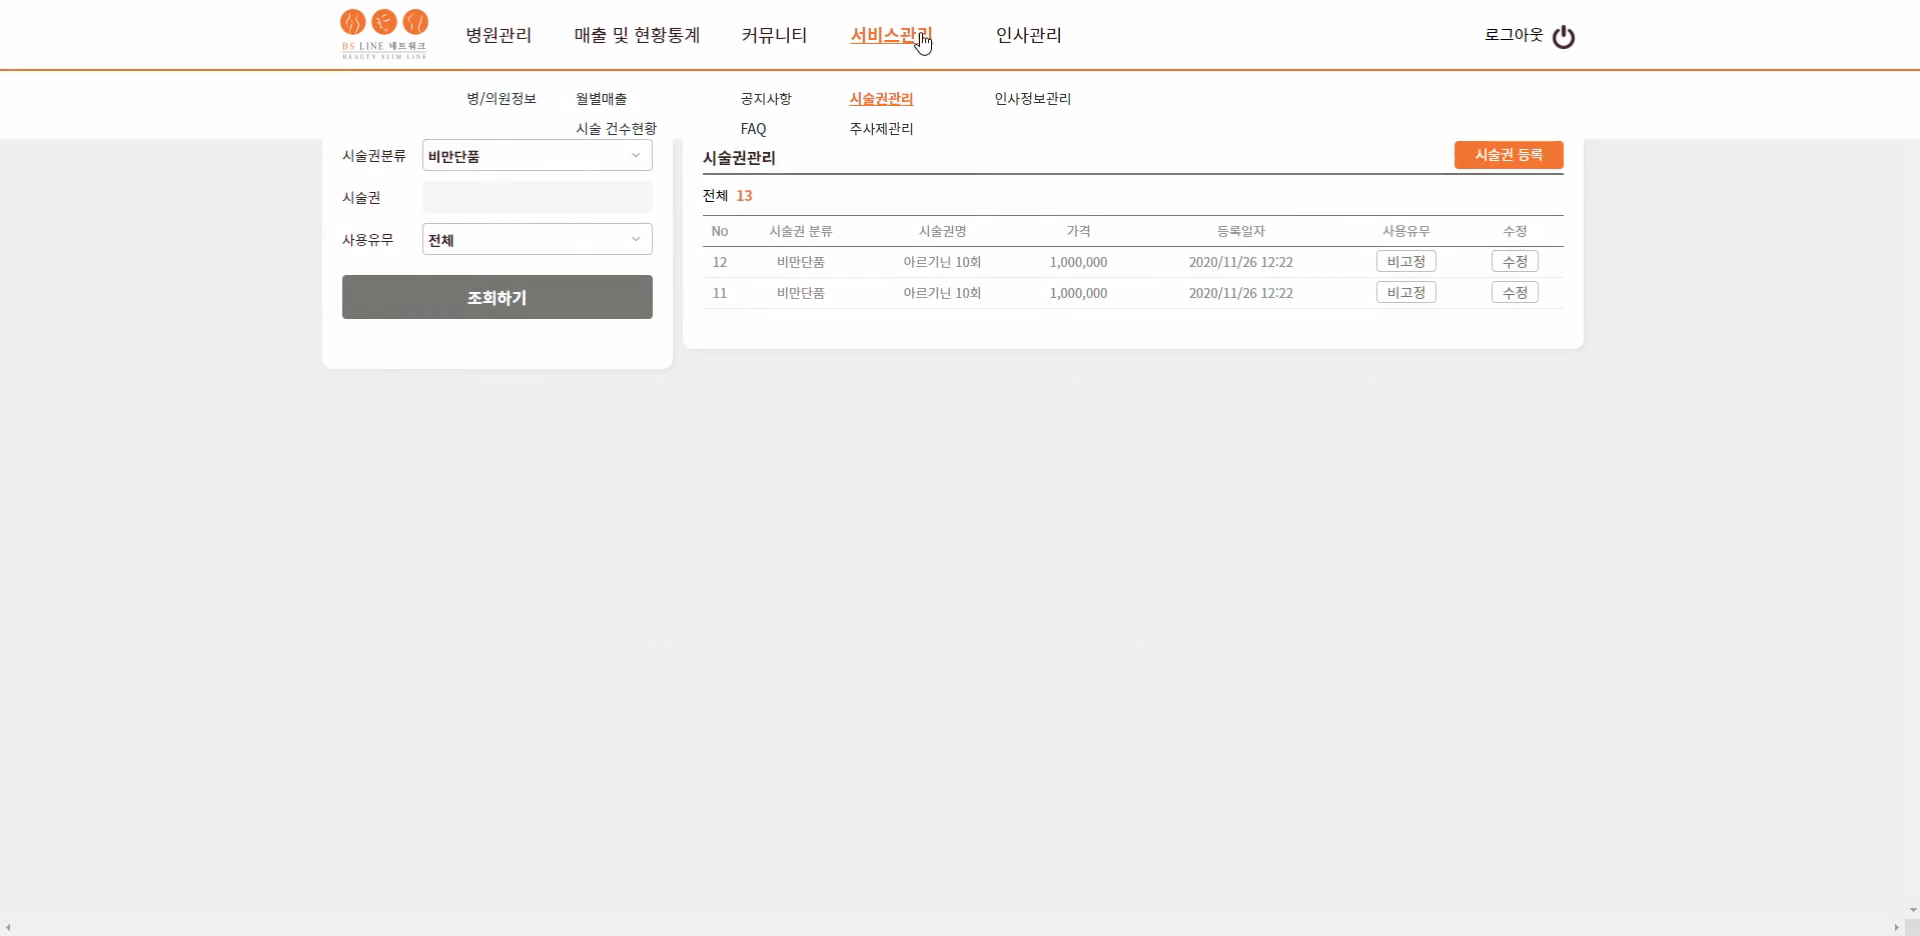 BS LINE 네트워크
BEAUTY SLIM LINE
병원관리 매출 및 현황통계 커뮤니티 서비스관리 인사관리 로그아웃
병/의원정보 월별매출 공지사항 시술권관리 인사정보관리
시술 건수현황 FAQ 주사제관리
시술권분류 비만단품
시술권
사용유무 전체
조회하기
시술권관리 시술권 등록
전체 13
No 시술권 분류 시술권명 가격 등록일자 사용유무 수정
12 비만단품 아르기닌 10회 1,000,000 2020/11/26 12:22 비고정 수정
11 비만단품 아르기닌 10회 1,000,000 2020/11/26 12:22 비고정 수정